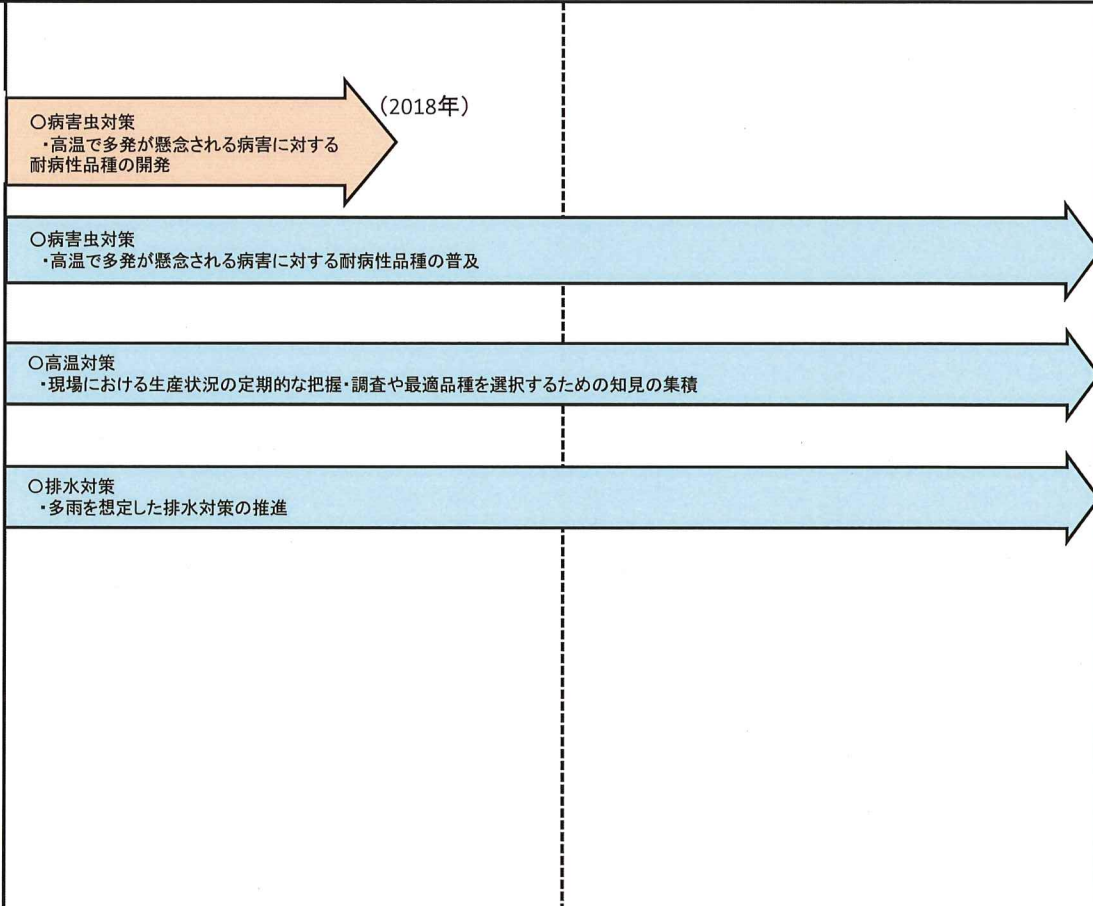 (2018年)
○病害虫対策
・高温で多発が懸念される病害に対する
耐病性品種の開発
○病害虫対策
・高温で多発が懸念される病害に対する耐病性品種の普及
○高温対策
・現場における生産状況の定期的な把握・調査や最適品種を選択するための知見の集積
○排水対策
・多雨を想定した排水対策の推進